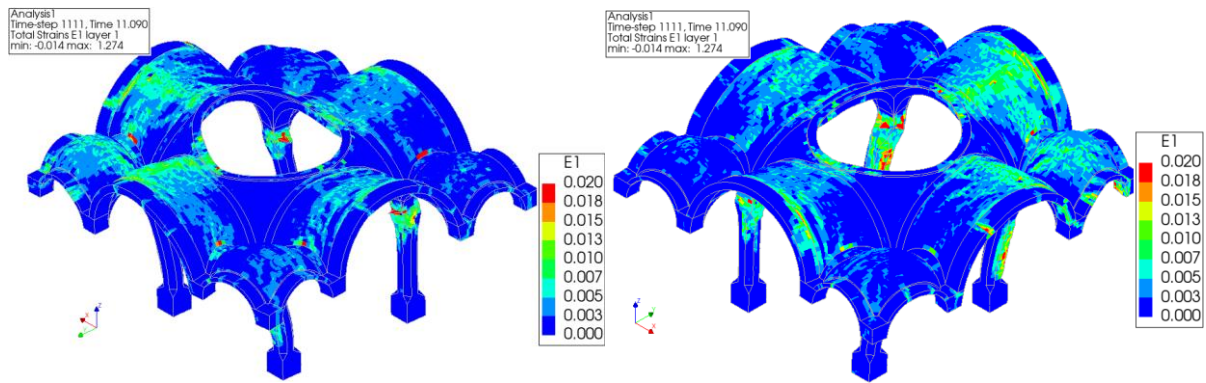 Analysis1
Time-step 1111, Time 11.090
Total Strains E1 layer 1
min: -0.014 max: 1.274
E1
0.020
0.018
0.015
0.013
0.010
0.007
0.005
0.003
0.000
Z
X
Y
Analysis1
Time-step 1111, Time 11.090
Total Strains E1 layer 1
min: -0.014 max: 1.274
E1
0.020
0.018
0.015
0.013
0.010
0.007
0.005
0.003
0.000
Z
Y
X